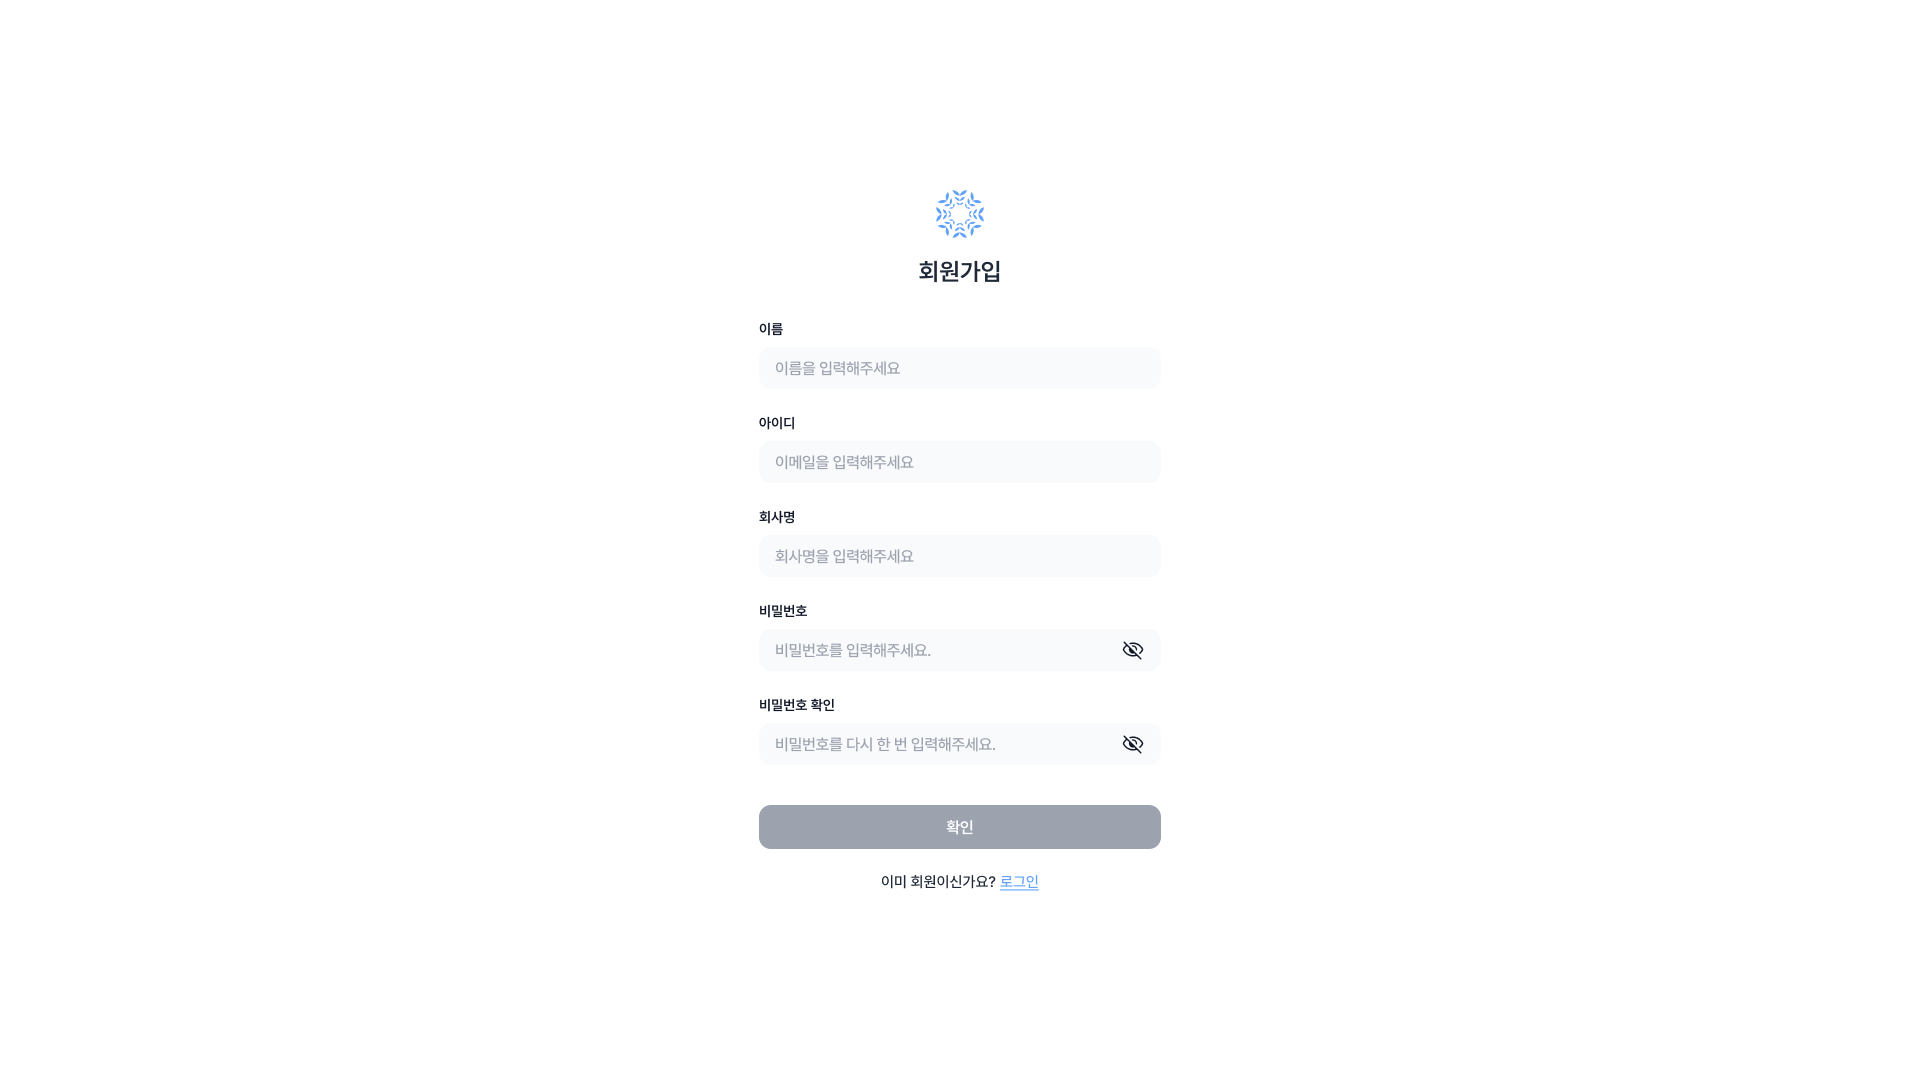 회원가입
이름
이름을 입력해주세요
아이디
이메일을 입력해주세요
회사명
회사명을 입력해주세요
비밀번호
비밀번호를 입력해주세요.
비밀번호 확인
비밀번호를 다시 한 번 입력해주세요.
확인
이미 회원이신가요? 로그인